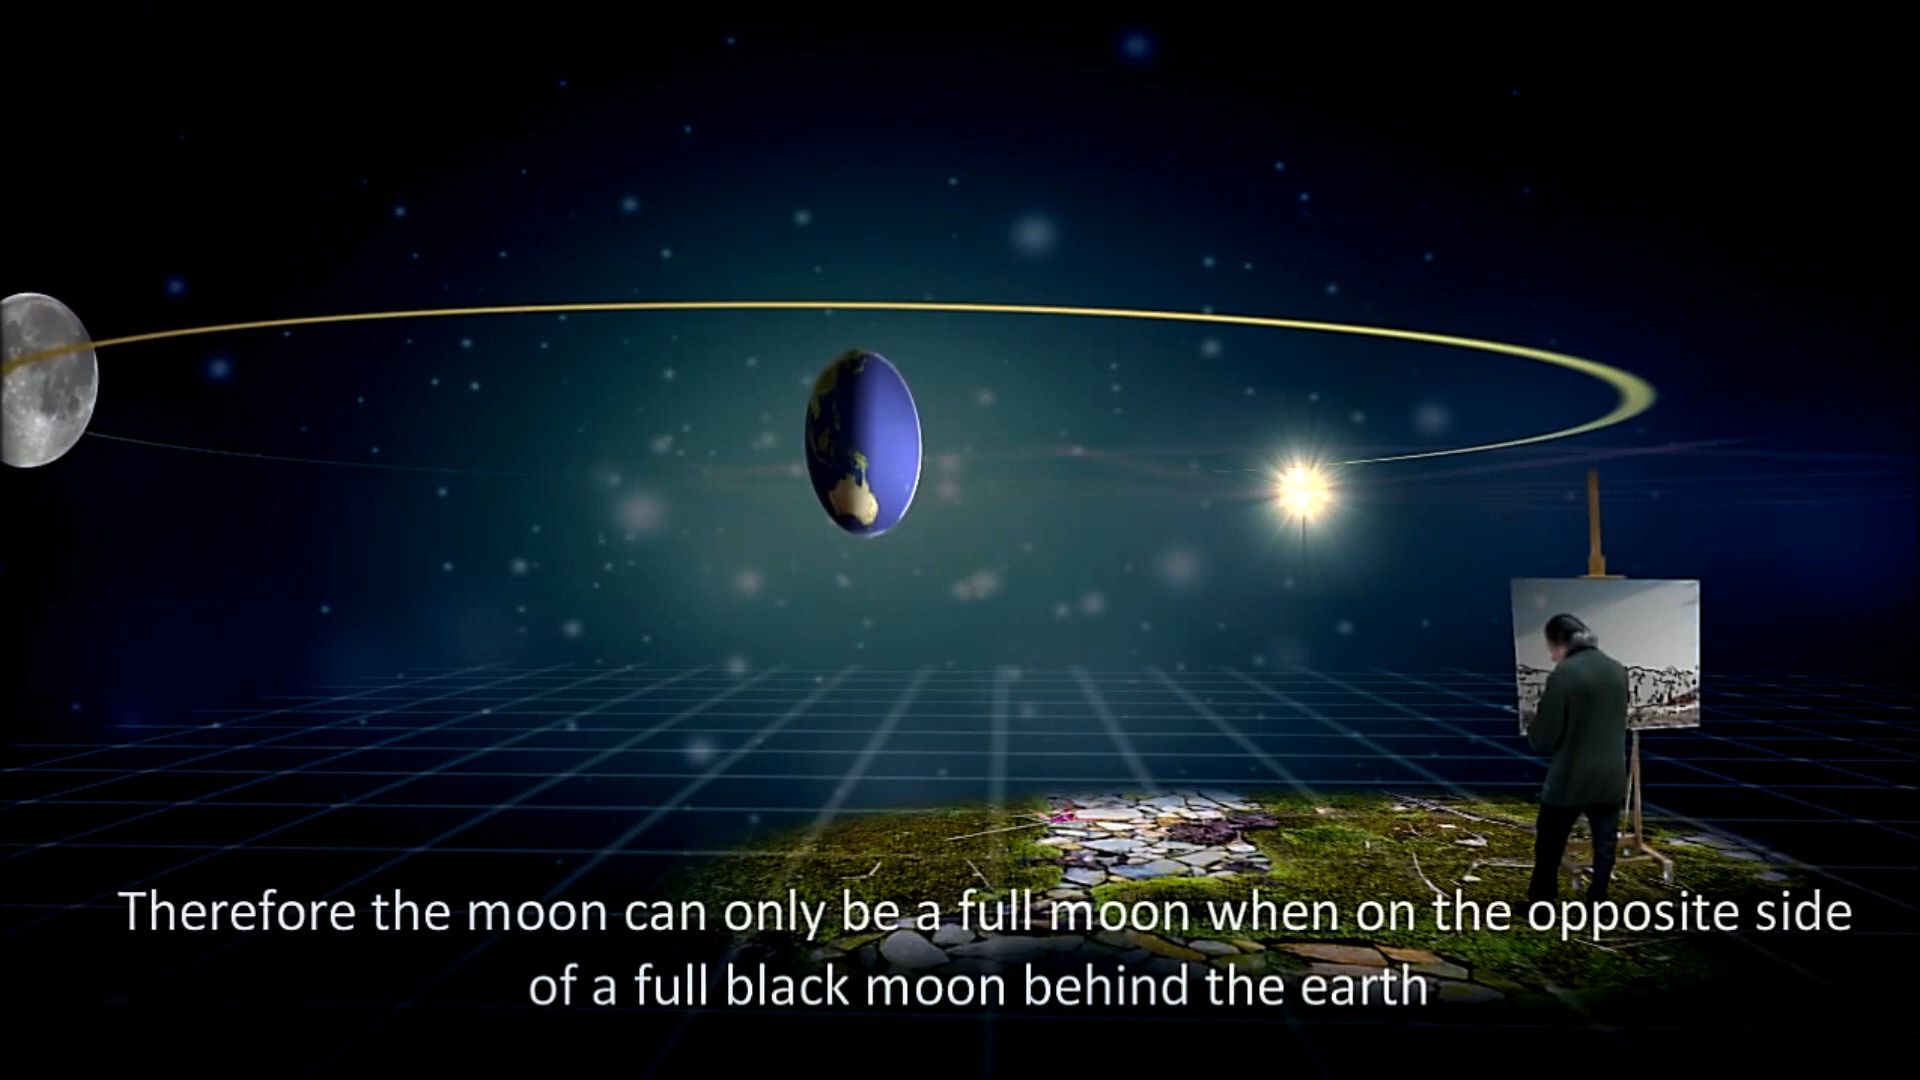 Therefore the moon can only be a full moon when on the opposite side
of a full black moon behind the earth